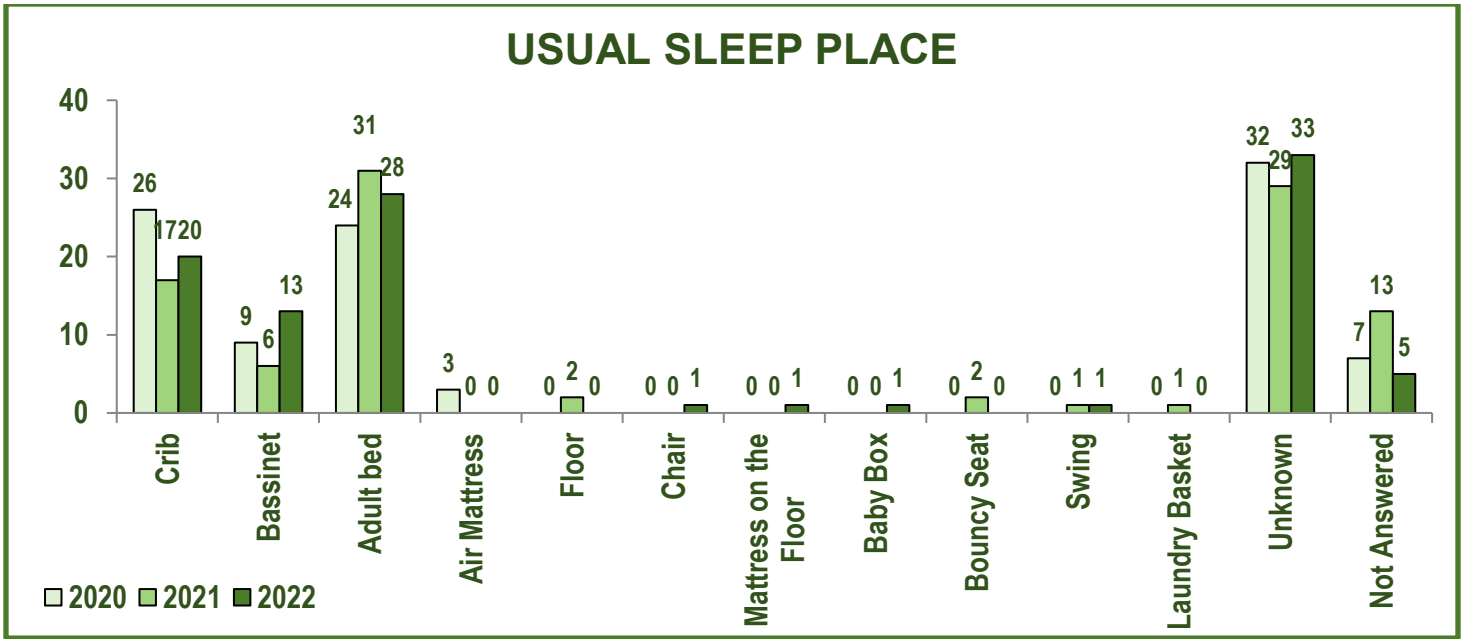 USUAL SLEEP PLACE
40
30
20
10
0
26
17
20
9
6
13
24
31
28
3
0
0
0
2
0
0
0
1
0
0
1
0
0
1
0
2
0
0
1
1
0
1
0
32
29
33
7
13
5
Crib
Bassinet
Adult bed
Air Mattress
Floor
Chair
Mattress on the
Floor
Baby Box
Bouncy Seat
Swing
Laundry Basket
Unknown
Not Answered
2020 2021 2022